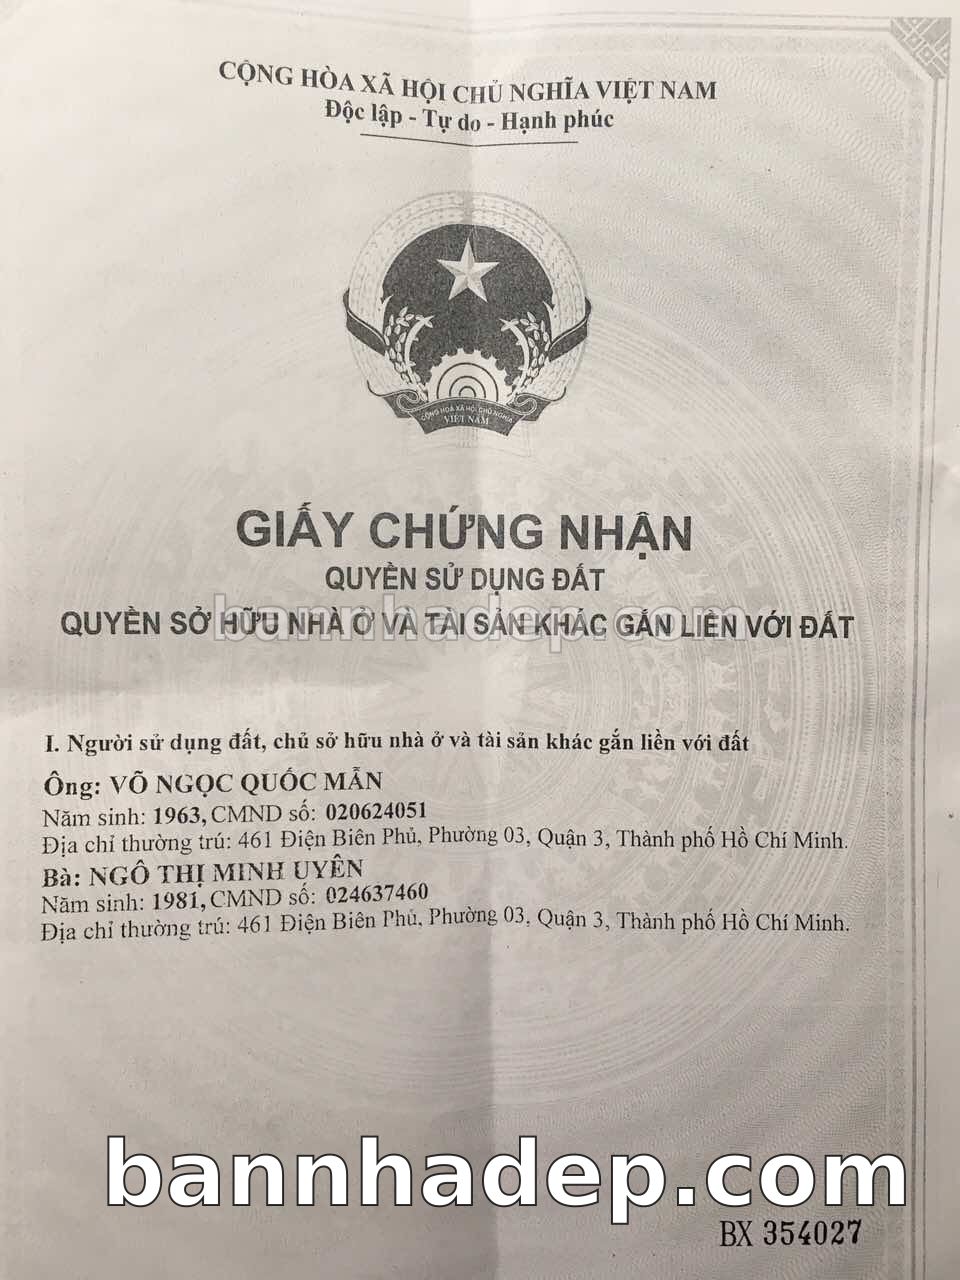 CỘNG HÒA XÃ HỘI CHỦ NGHĨA VIỆT NAM
Độc lập - Tự do - Hạnh phúc
CỘNG HOÀ XÃ HỘI CHỦ NGHĨA
VIỆT NAM
GIẤY CHỨNG NHẬN
QUYỀN SỬ DỤNG ĐẤT
QUYỀN SỞ HỮU NHÀ Ở VÀ TÀI SẢN KHÁC GẮN LIỀN VỚI ĐẤT
bannhadep.com
I. Người sử dụng đất, chủ sở hữu nhà ở và tài sản khác gắn liền với đất
Ông: VÕ NGỌC QUỐC MẪN
Năm sinh: 1963, CMND số: 020624051
Địa chỉ thường trú: 461 Điện Biên Phủ, Phường 03, Quận 3, Thành phố Hồ Chí Minh.
Bà: NGÔ THỊ MINH UYÊN
Năm sinh: 1981, CMND số: 024637460
Địa chỉ thường trú: 461 Điện Biên Phủ, Phường 03, Quận 3, Thành phố Hồ Chí Minh.
bannhadep.com
BX 354027